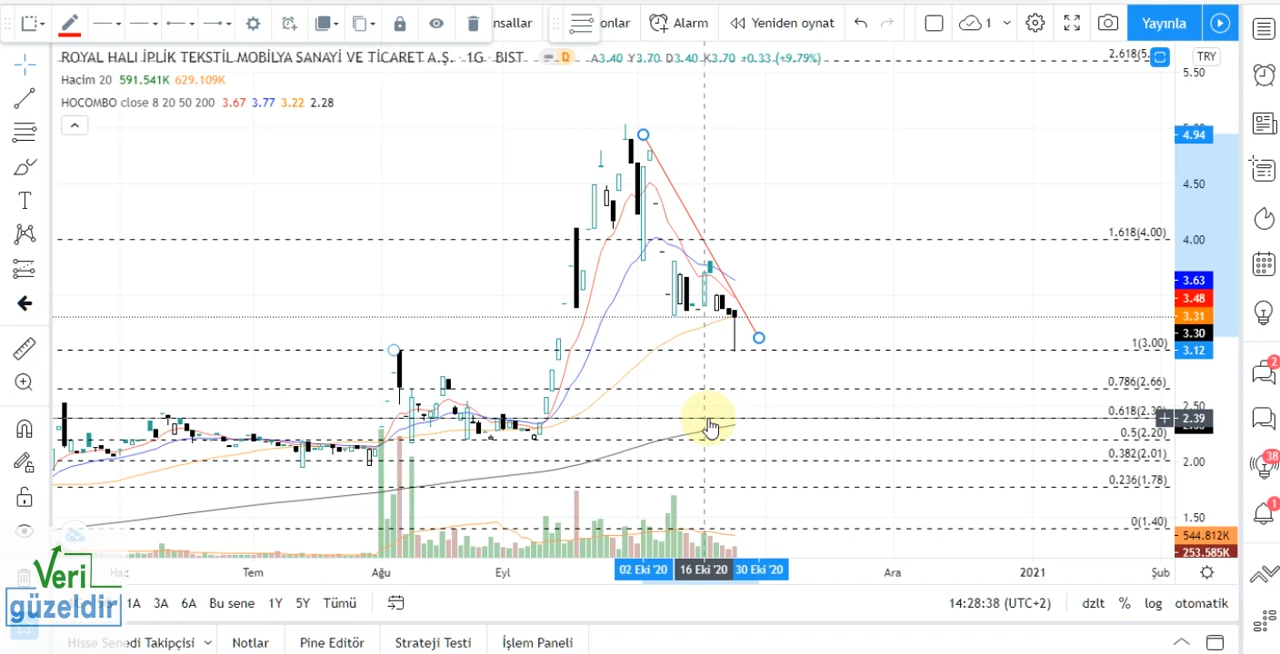 nsallar
onlar
Alarm
Yeniden oynat
1
Yayınla
ROYAL HALI İPLİK TEKSTİL MOBİLYA SANAYİ VE TİCARET A.Ş. · 1G · BIST
D
A3.40 Y3.70 D3.40 K3.70 +0.33 (+9.79%)
Hacim 20 591.541K 629.109K
HOCOMBO close 8 20 50 200 3.67 3.77 3.22 2.28
TRY
2.618(5.
5.50
4.94
4.50
1.618(4.00)
4.00
3.63
3.48
3.31
3.30
1(3.00)
3.12
0.786(2.66)
2.50
0.618(2.39)
2.39
0.5(2.20)
0.382(2.01)
2.00
0.236(1.78)
1.50
0(1.40)
544.812K
253.585K
2
38
1
Haz
Tem
Ağu
Eyl
02 Eki '20
16 Eki '20
30 Eki '20
Ara
2021
Şub
Veri
güzeldir
1A
3A
6A
Bu sene
1Y
5Y
Tümü
14:28:38 (UTC+2)
dzlt
%
log
otomatik
Hisse Senedi Takipçisi
Notlar
Pine Editör
Strateji Testi
İşlem Paneli